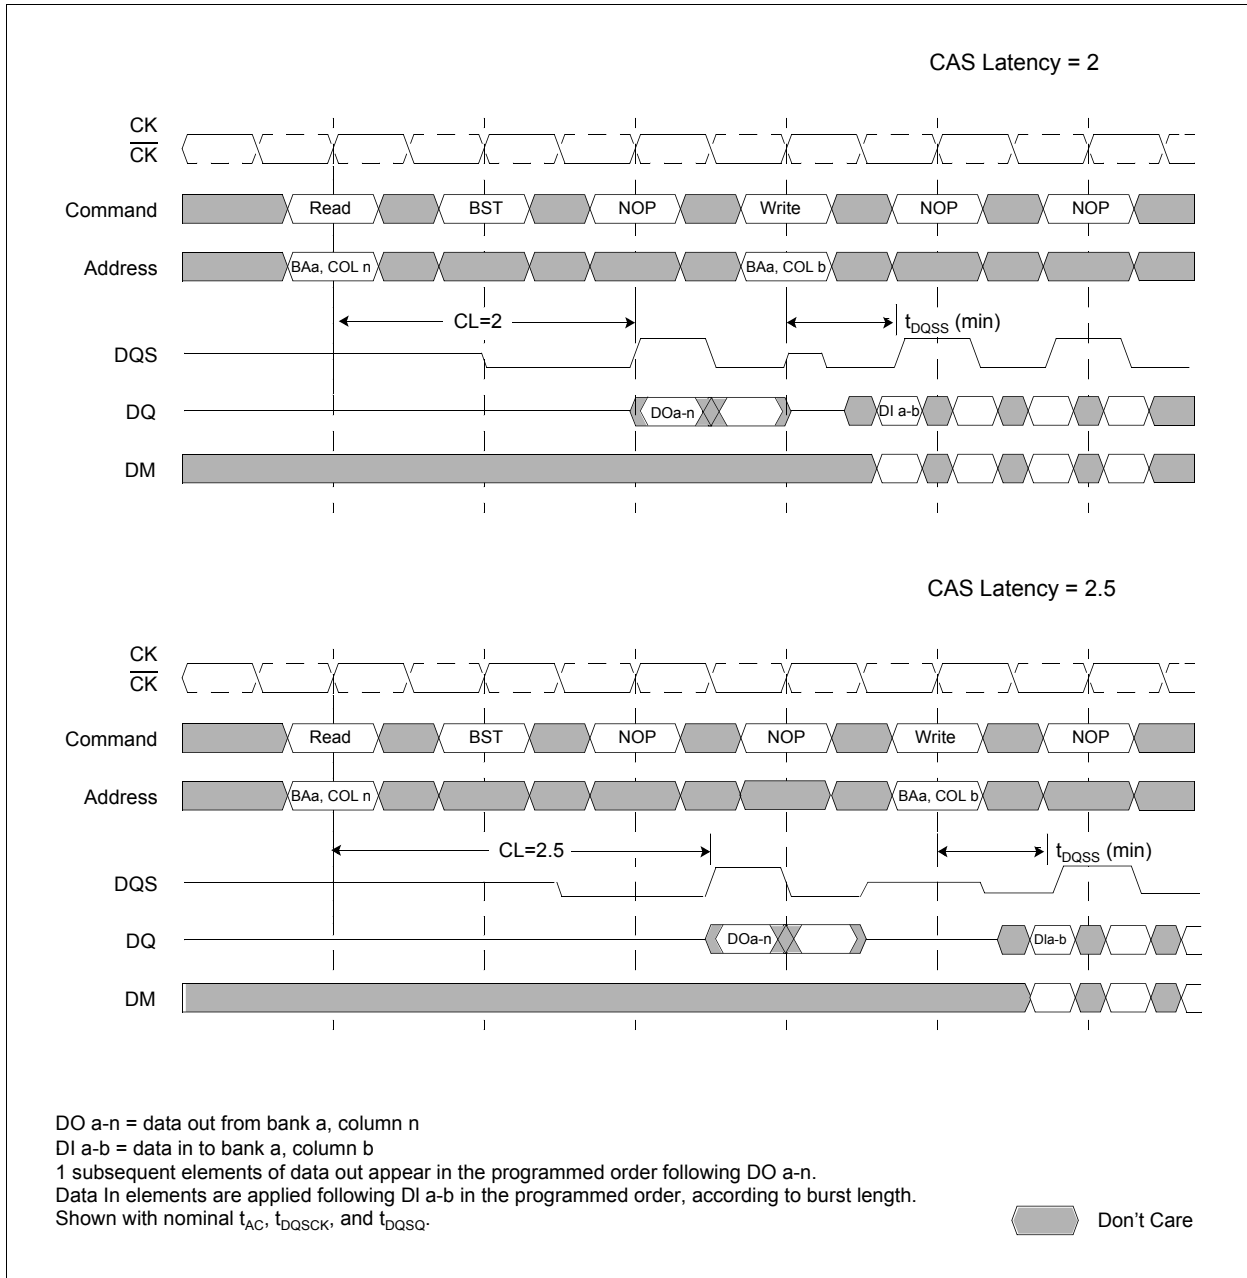 CAS Latency = 2
CK
CK
Command Read BST NOP Write NOP NOP
Address BAa, COL n BAa, COL b
CL=2 tDQSS (min)
DQS
DQ DOa-n DI a-b
DM
CAS Latency = 2.5
CK
CK
Command Read BST NOP NOP Write NOP
Address BAa, COL n BAa, COL b
CL=2.5 tDQSS (min)
DQS
DQ DOa-n DIa-b
DM
DO a-n = data out from bank a, column n
DI a-b = data in to bank a, column b
1 subsequent elements of data out appear in the programmed order following DO a-n.
Data In elements are applied following DI a-b in the programmed order, according to burst length.
Shown with nominal tAC, tDQSCK, and tDQSQ.
Don't Care